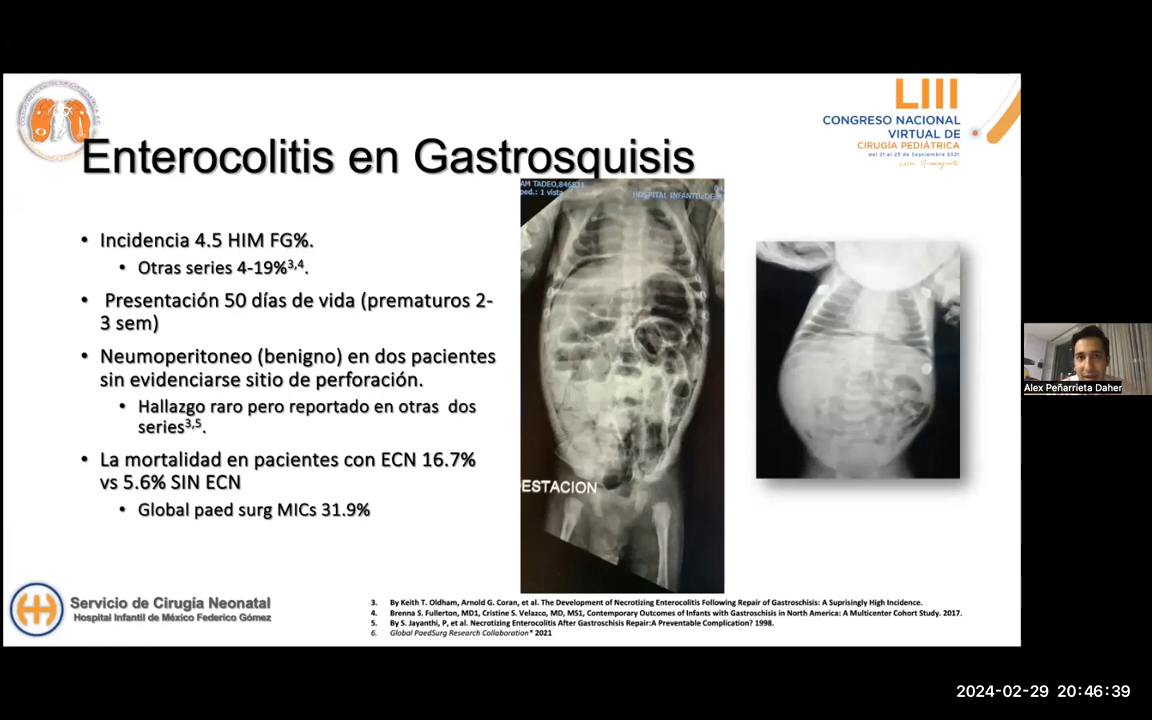 LIII
CONGRESO NACIONAL
VIRTUAL DE
CIRUGÍA PEDIÁTRICA
del 21 al 23 de Septiembre 2021
León Guanajuato
Enterocolitis en Gastrosquisis
AM TADEO,846831
ped.: 1 vista
HOSPITAL INFANTIL DE
• Incidencia 4.5 HIM FG%.
• Otras series 4-19%3,4.
• Presentación 50 días de vida (prematuros 2-
3 sem)
• Neumoperitoneo (benigno) en dos pacientes
sin evidenciarse sitio de perforación.
• Hallazgo raro pero reportado en otras dos
series3,5.
• La mortalidad en pacientes con ECN 16.7%
vs 5.6% SIN ECN
• Global paed surg MICs 31.9%
ESTACION
Alex Peñarrieta Daher
Servicio de Cirugía Neonatal
Hospital Infantil de México Federico Gómez
3. By Keith T. Oldham, Arnold G. Coran, et al. The Development of Necrotizing Enterocolitis Following Repair of Gastroschisis: A Suprisingly High Incidence.
4. Brenna S. Fullerton, MD1, Cristine S. Velazco, MD, MS1, Contemporary Outcomes of Infants with Gastroschisis in North America: A Multicenter Cohort Study. 2017.
5. By S. Jayanthi, P, et al. Necrotizing Enterocolitis After Gastroschisis Repair:A Preventable Complication? 1998.
6. Global PaedSurg Research Collaboration* 2021
2024-02-29 20:46:39